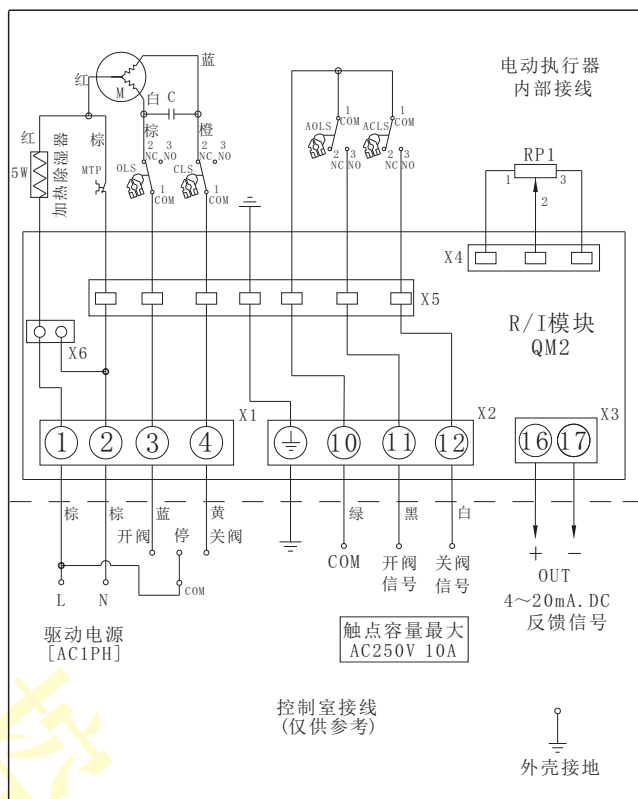 电动执行器
内部接线
红
蓝
M
白 C
红
棕
棕
橙
5W
加热除湿器
MTP
OLS
2 3
NC NO
1
COM
CLS
2 3
NC NO
1
COM
AOLS
1
COM
2 3
NC NO
ACLS
1
COM
2 3
NC NO
RP1
1
3
2
X4
X5
X6
R/I模块
QM2
X1
X2
X3
1
2
3
4
10
11
12
16
17
棕
棕
蓝
黄
绿
黑
白
开阀
停
关阀
COM
L
N
驱动电源
[AC1PH]
COM
开阀
信号
关阀
信号
+
−
OUT
4～20mA.DC
反馈信号
触点容量最大
AC250V 10A
控制室接线
(仅供参考)
外壳接地